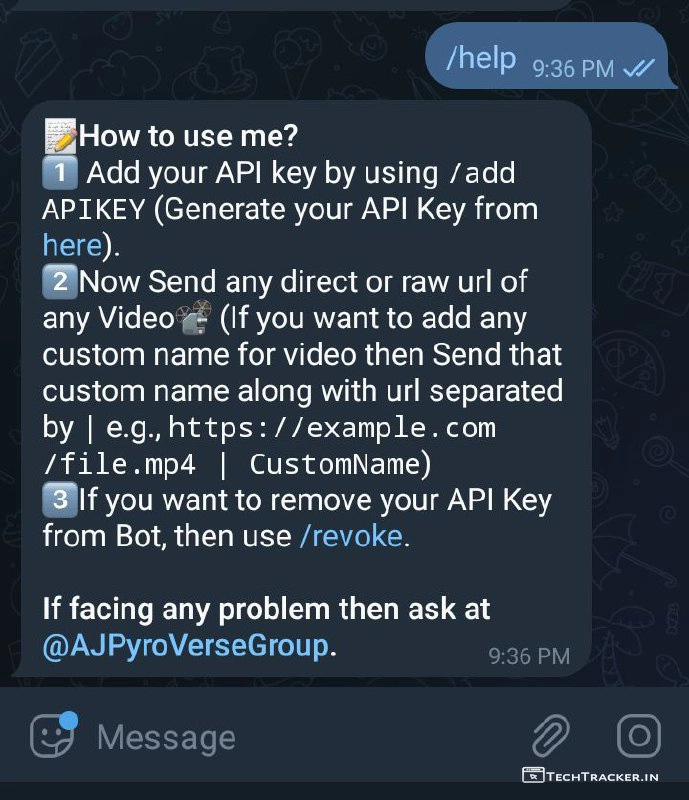 /help 9:36 PM
📝How to use me?
1️⃣ Add your API key by using /add
APIKEY (Generate your API Key from
here).
2️⃣Now Send any direct or raw url of
any Video📽️ (If you want to add any
custom name for video then Send that
custom name along with url separated
by | e.g., https://example.com
/file.mp4 | CustomName)
3️⃣If you want to remove your API Key
from Bot, then use /revoke.
If facing any problem then ask at
@AJPyroVerseGroup.
9:36 PM
Message
TECHTRACKER.IN